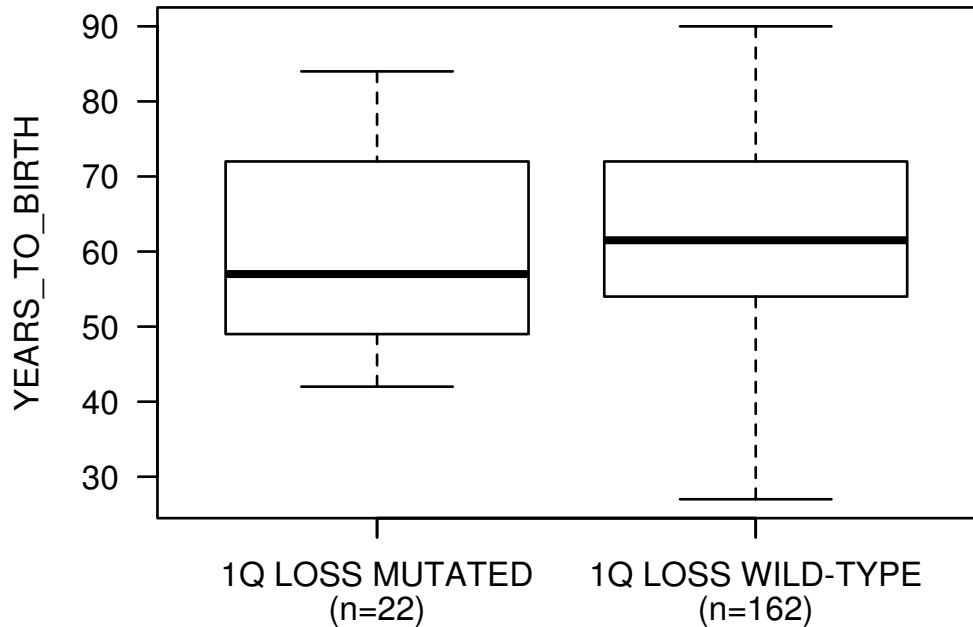 YEARS_TO_BIRTH
90
80
70
60
50
40
30
1Q LOSS MUTATED
(n=22)
1Q LOSS WILD-TYPE
(n=162)